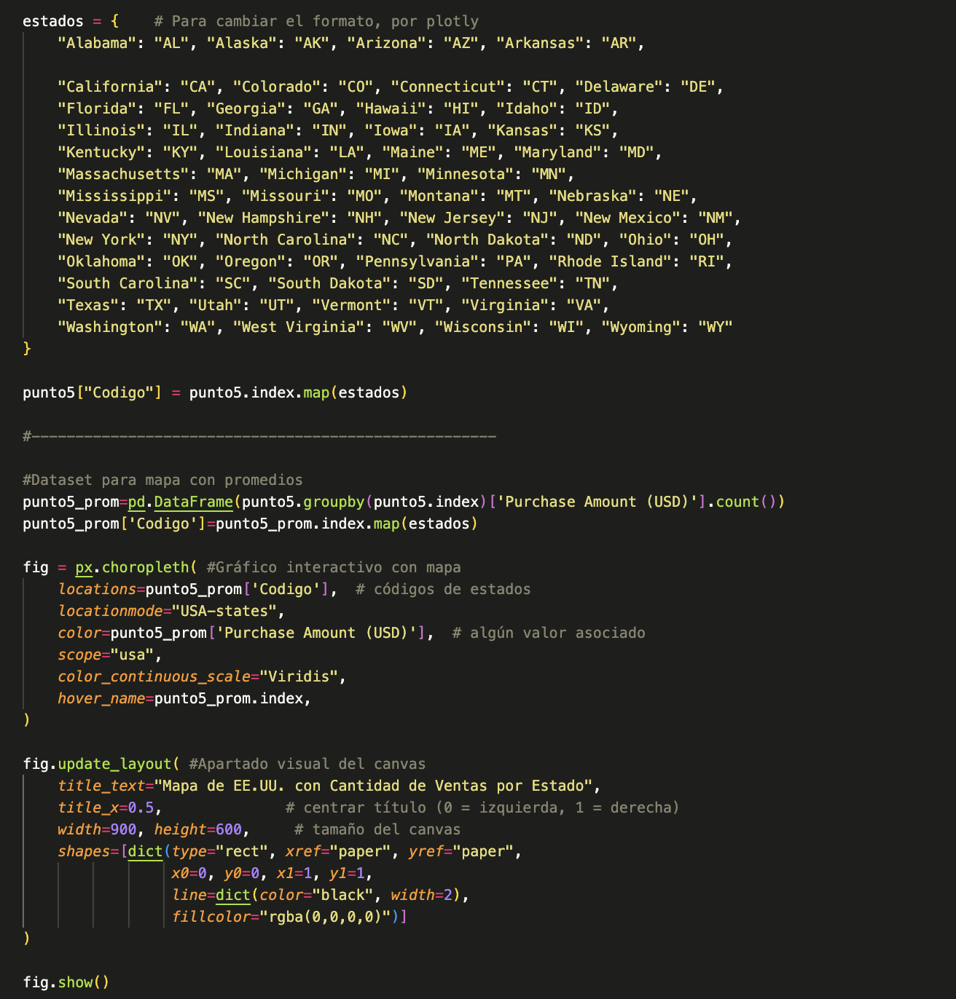 estados = {    # Para cambiar el formato, por plotly
    "Alabama": "AL", "Alaska": "AK", "Arizona": "AZ", "Arkansas": "AR",
    "California": "CA", "Colorado": "CO", "Connecticut": "CT", "Delaware": "DE",
    "Florida": "FL", "Georgia": "GA", "Hawaii": "HI", "Idaho": "ID",
    "Illinois": "IL", "Indiana": "IN", "Iowa": "IA", "Kansas": "KS",
    "Kentucky": "KY", "Louisiana": "LA", "Maine": "ME", "Maryland": "MD",
    "Massachusetts": "MA", "Michigan": "MI", "Minnesota": "MN",
    "Mississippi": "MS", "Missouri": "MO", "Montana": "MT", "Nebraska": "NE",
    "Nevada": "NV", "New Hampshire": "NH", "New Jersey": "NJ", "New Mexico": "NM",
    "New York": "NY", "North Carolina": "NC", "North Dakota": "ND", "Ohio": "OH",
    "Oklahoma": "OK", "Oregon": "OR", "Pennsylvania": "PA", "Rhode Island": "RI",
    "South Carolina": "SC", "South Dakota": "SD", "Tennessee": "TN",
    "Texas": "TX", "Utah": "UT", "Vermont": "VT", "Virginia": "VA",
    "Washington": "WA", "West Virginia": "WV", "Wisconsin": "WI", "Wyoming": "WY"
}
punto5["Codigo"] = punto5.index.map(estados)
#-----------------------------------------------------
#Dataset para mapa con promedios
punto5_prom=pd.DataFrame(punto5.groupby(punto5.index)['Purchase Amount (USD)'].count())
punto5_prom['Codigo']=punto5_prom.index.map(estados)
fig = px.choropleth( #Gráfico interactivo con mapa
    locations=punto5_prom['Codigo'],  # códigos de estados
    locationmode="USA-states",
    color=punto5_prom['Purchase Amount (USD)'],  # algún valor asociado
    scope="usa",
    color_continuous_scale="Viridis",
    hover_name=punto5_prom.index,
)
fig.update_layout( #Apartado visual del canvas
    title_text="Mapa de EE.UU. con Cantidad de Ventas por Estado",
    title_x=0.5,              # centrar título (0 = izquierda, 1 = derecha)
    width=900, height=600,     # tamaño del canvas
    shapes=[dict(type="rect", xref="paper", yref="paper",
                 x0=0, y0=0, x1=1, y1=1,
                 line=dict(color="black", width=2),
                 fillcolor="rgba(0,0,0,0)")]
)
fig.show()